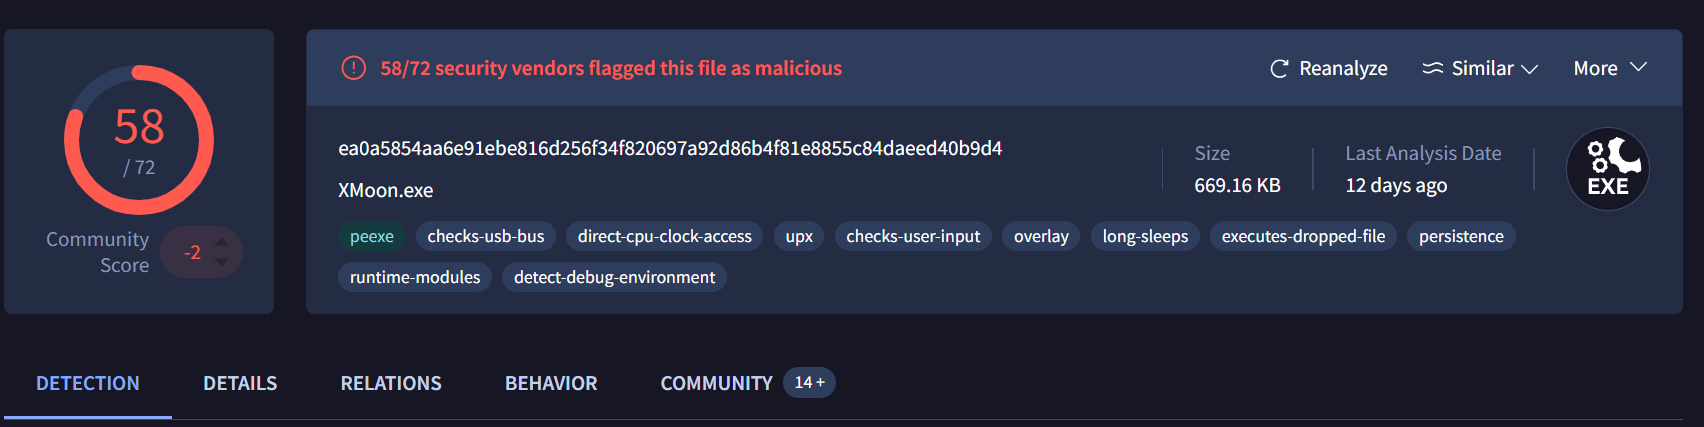 58
/ 72
Community Score
-2
58/72 security vendors flagged this file as malicious
Reanalyze
Similar
More
ea0a5854aa6e91ebe816d256f34f820697a92d86b4f81e8855c84daeed40b9d4
XMoon.exe
Size
669.16 KB
Last Analysis Date
12 days ago
EXE
peexe checks-usb-bus direct-cpu-clock-access upx checks-user-input overlay long-sleeps executes-dropped-file persistence
runtime-modules detect-debug-environment
DETECTION DETAILS RELATIONS BEHAVIOR COMMUNITY 14 +